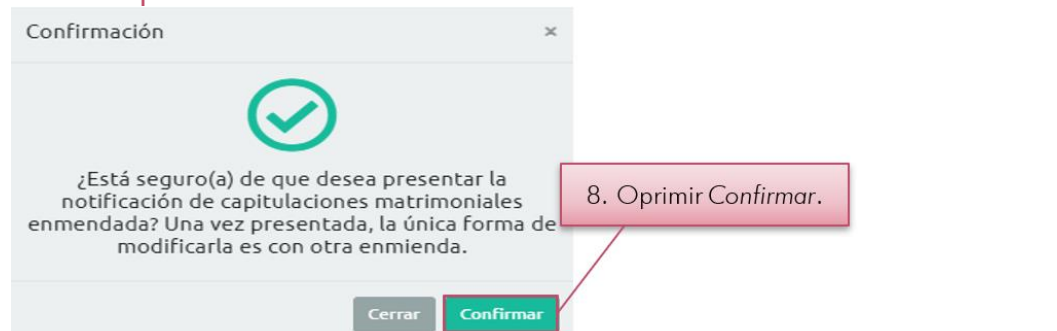 Confirmación ×
¿Está seguro(a) de que desea presentar la
notificación de capitulaciones matrimoniales
enmendada? Una vez presentada, la única forma de
modificarla es con otra enmienda.
8. Oprimir Confirmar.
Cerrar Confirmar